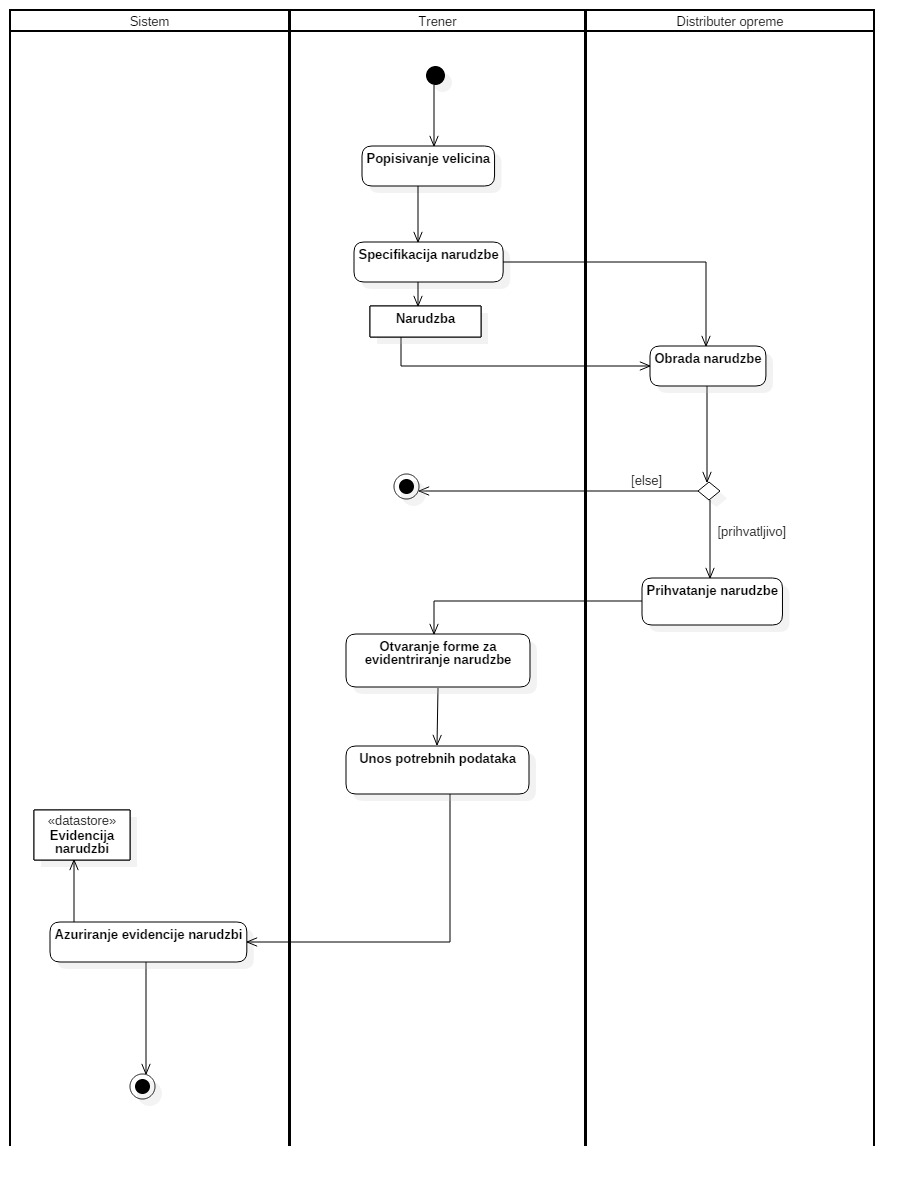 Sistem
Trener
Distributer opreme
Popisivanje velicina
Specifikacija narudzbe
Narudzba
Obrada narudzbe
[else]
[prihvatljivo]
Prihvatanje narudzbe
Otvaranje forme za
evidentriranje narudzbe
Unos potrebnih podataka
«datastore»
Evidencija
narudzbi
Azuriranje evidencije narudzbi